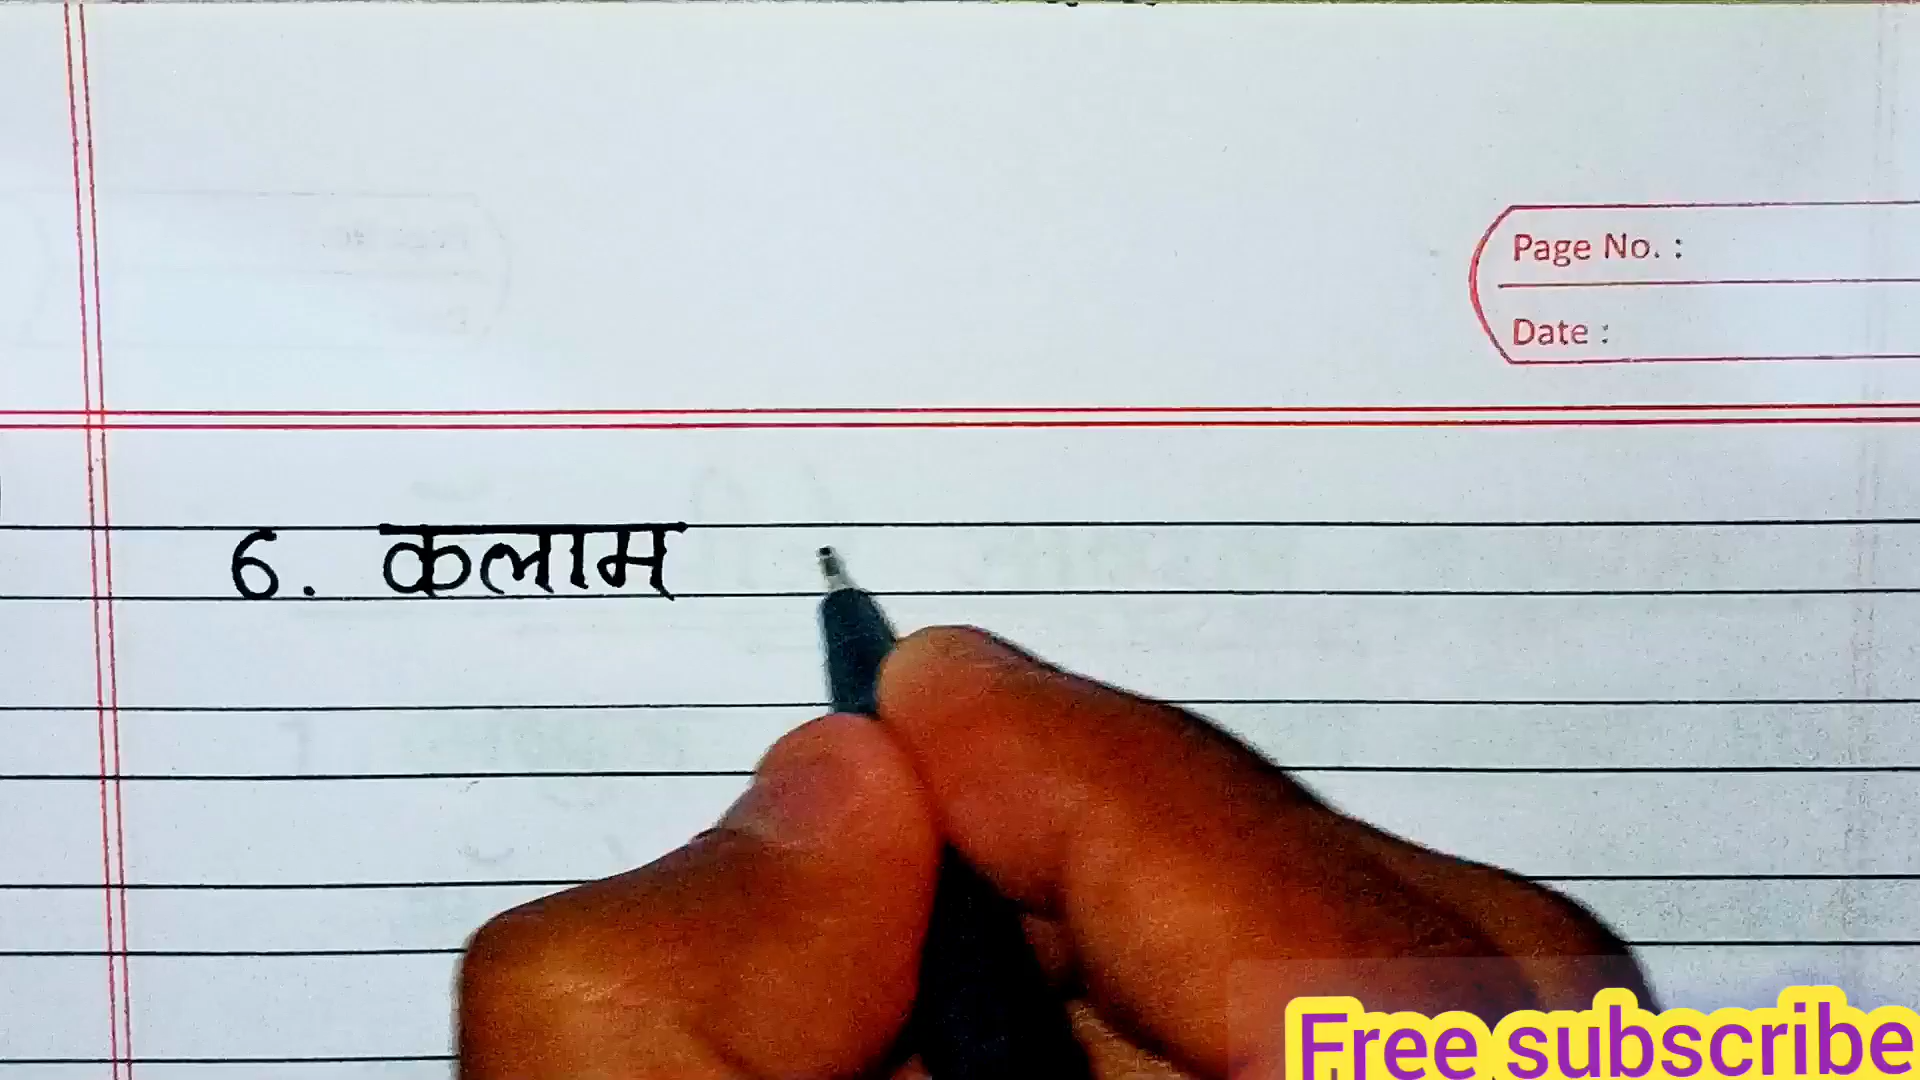 Page No. :
Date :
6. कलाम
Free subscribe